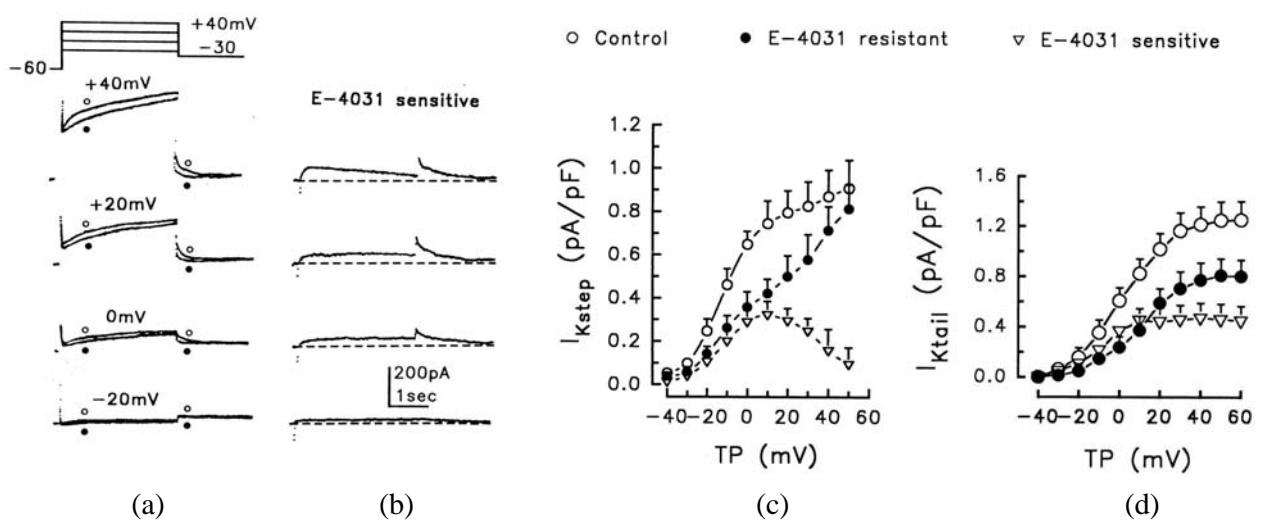 +40mV
−30
−60
+40mV
+20mV
0mV
−20mV
E−4031 sensitive
200pA
1sec
Control
E−4031 resistant
E−4031 sensitive
I_Kstep (pA/pF)
1.2
1.0
0.8
0.6
0.4
0.2
0.0
−40 −20 0 20 40 60
TP (mV)
I_Ktail (pA/pF)
1.6
1.2
0.8
0.4
0.0
−40 −20 0 20 40 60
TP (mV)
(a) (b) (c) (d)